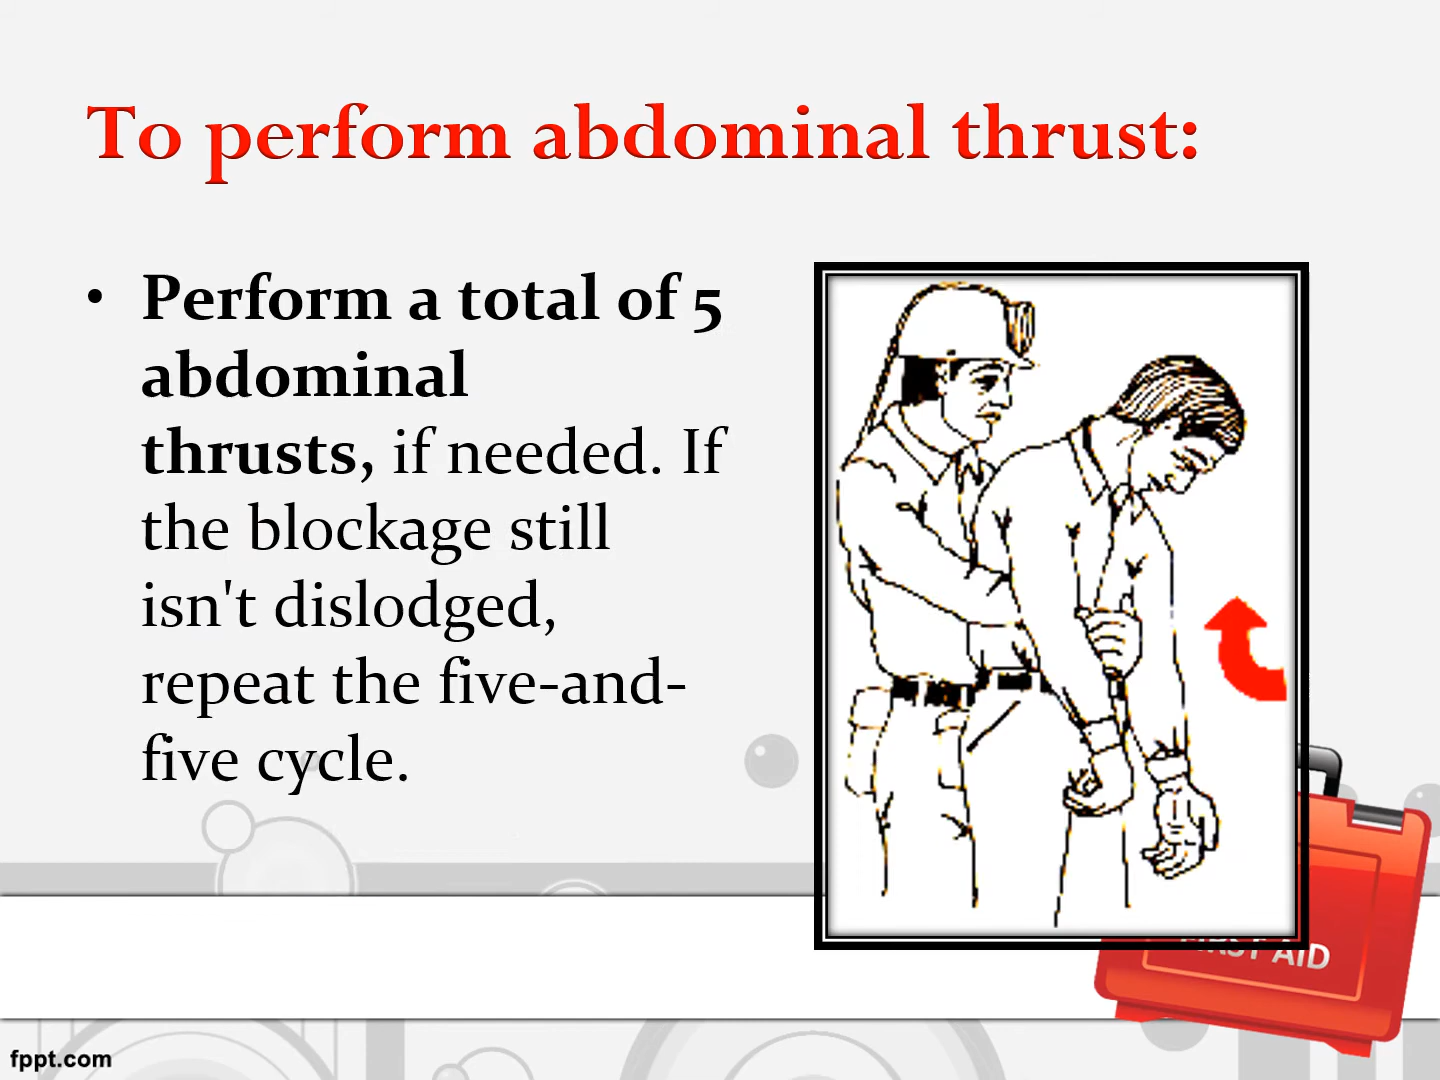 To perform abdominal thrust:
• Perform a total of 5
abdominal
thrusts, if needed. If
the blockage still
isn't dislodged,
repeat the five-and-
five cycle.
FIRST AID
fppt.com